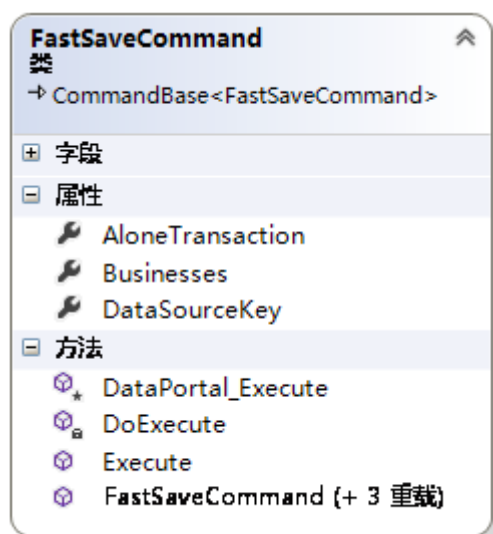 FastSaveCommand
类
CommandBase<FastSaveCommand>
字段
属性
AloneTransaction
Businesses
DataSourceKey
方法
DataPortal_Execute
DoExecute
Execute
FastSaveCommand (+ 3 重载)